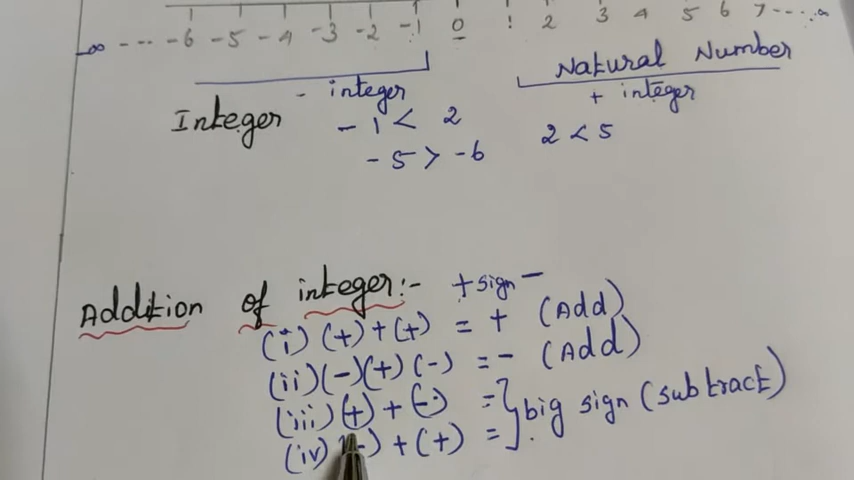 -∞ --- -6 -5 -4 -3 -2 -1 0 1 2 3 4 5 6 7 ----∞
- integer
Natural Number
+ integer
Integer
-1 < 2
2 < 5
-5 > -6
Addition of integer:- + sign -
(i) (+) + (+) = + (Add)
(ii) (-) (+) (-) = - (Add)
(iii) (+) + (-) =
big sign (subtract)
(iv) (-) + (+) =